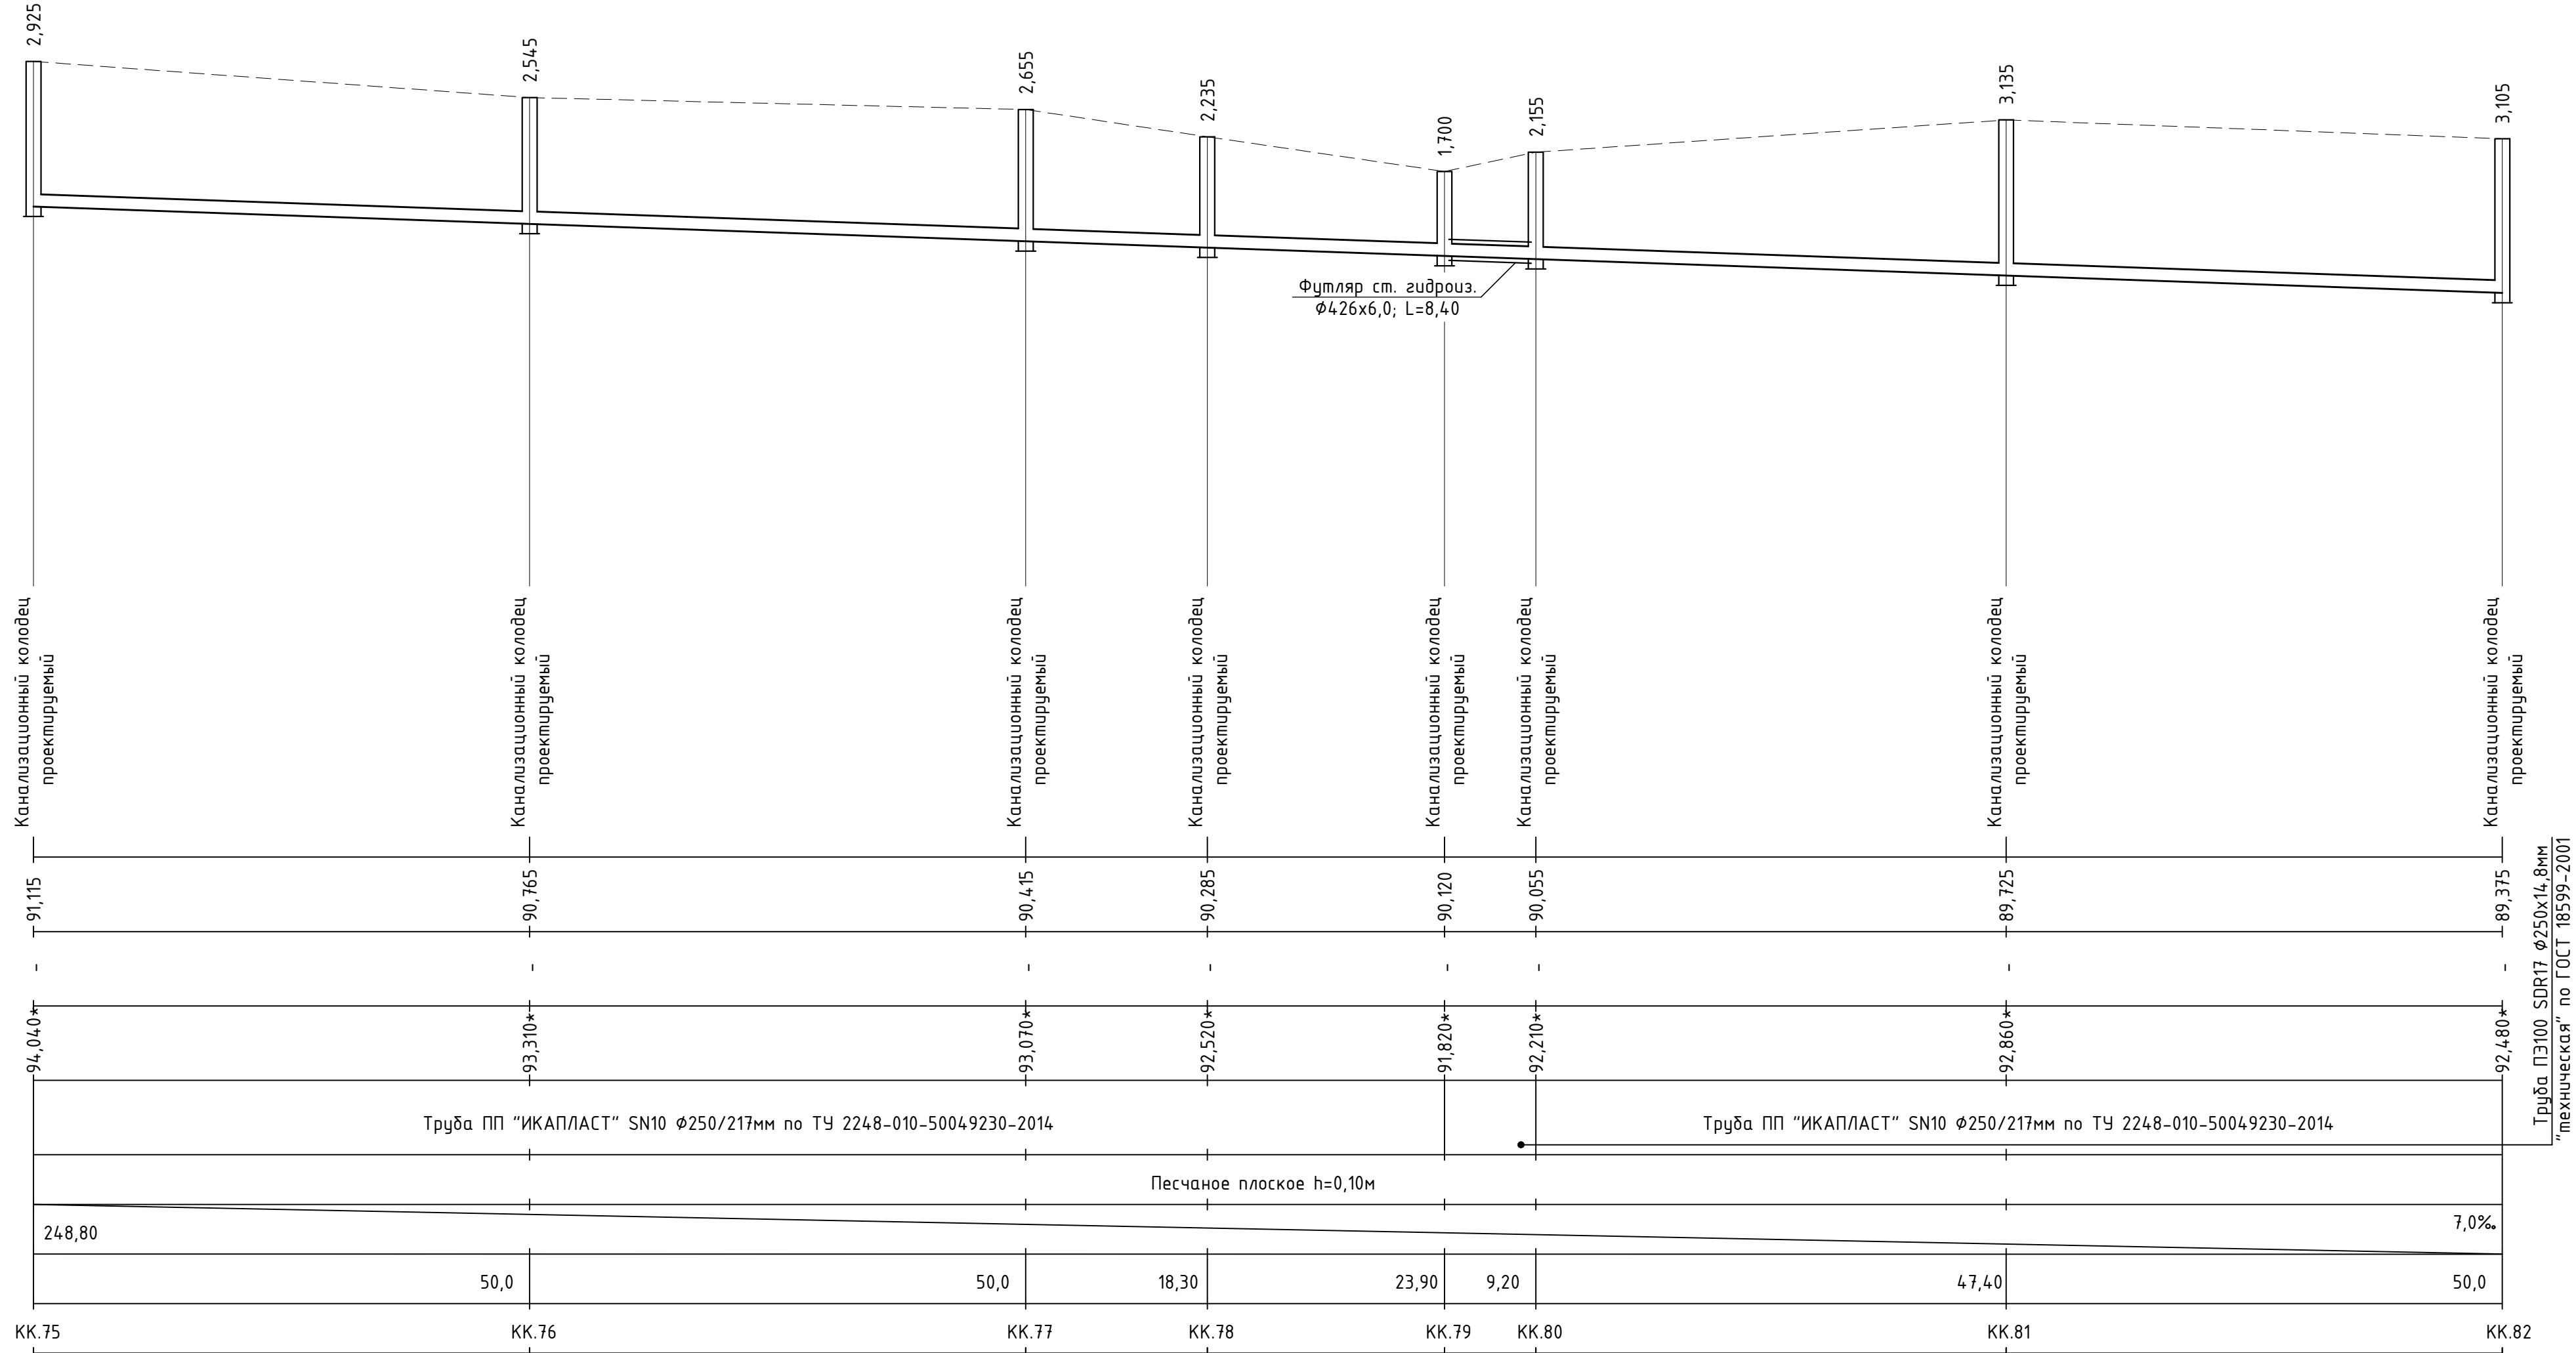 2,925
2,545
2,655
2,235
1,700
2,155
3,135
3,105
Футляр ст. гидроиз.
Ф426х6,0; L=8,40
Канализационный колодец
проектируемый
Канализационный колодец
проектируемый
Канализационный колодец
проектируемый
Канализационный колодец
проектируемый
Канализационный колодец
проектируемый
Канализационный колодец
проектируемый
Канализационный колодец
проектируемый
Канализационный колодец
проектируемый
91,115
90,765
90,415
90,285
90,120
90,055
89,725
89,375
-
-
-
-
-
-
-
-
94,040*
93,310*
93,070*
92,520*
91,820*
92,210*
92,860*
92,480*
Труба ПЭ100 SDR17 Ф250х14,8мм
"техническая" по ГОСТ 18599-2001
Труба ПП "ИКАПЛАСТ" SN10 Ф250/217мм по ТУ 2248-010-50049230-2014
Труба ПП "ИКАПЛАСТ" SN10 Ф250/217мм по ТУ 2248-010-50049230-2014
Песчаное плоское h=0,10м
248,80
7,0‰
50,0
50,0
18,30
23,90
9,20
47,40
50,0
КК.75
КК.76
КК.77
КК.78
КК.79
КК.80
КК.81
КК.82